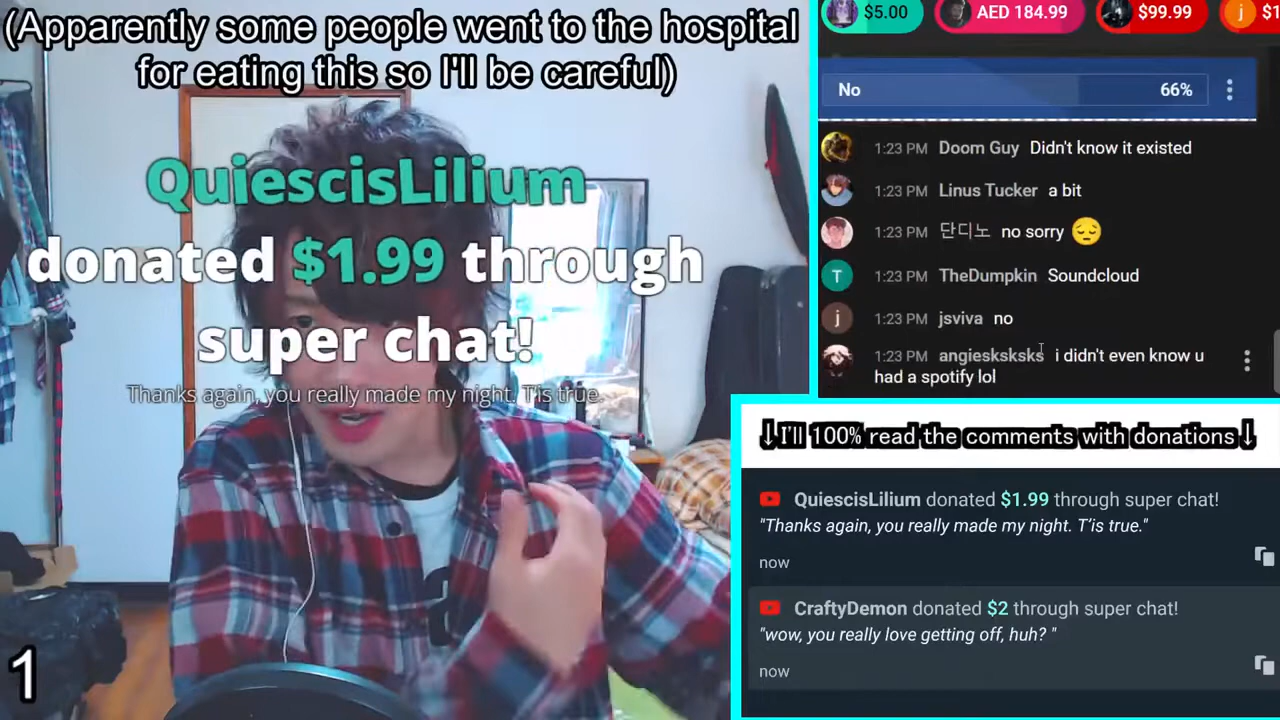 (Apparently some people went to the hospital
for eating this so I'll be careful)
QuiescisLilium
donated $1.99 through
super chat!
Thanks again, you really made my night. T'is true.
1
$5.00
AED 184.99
$99.99
j
No 66%
1:23 PM Doom Guy Didn't know it existed
1:23 PM Linus Tucker a bit
1:23 PM 단디노 no sorry 😔
T 1:23 PM TheDumpkin Soundcloud
j 1:23 PM jsviva no
1:23 PM angiesksksks i didn't even know u
had a spotify lol
↓I'll 100% read the comments with donations↓
QuiescisLilium donated $1.99 through super chat!
"Thanks again, you really made my night. T'is true."
now
CraftyDemon donated $2 through super chat!
"wow, you really love getting off, huh? "
now